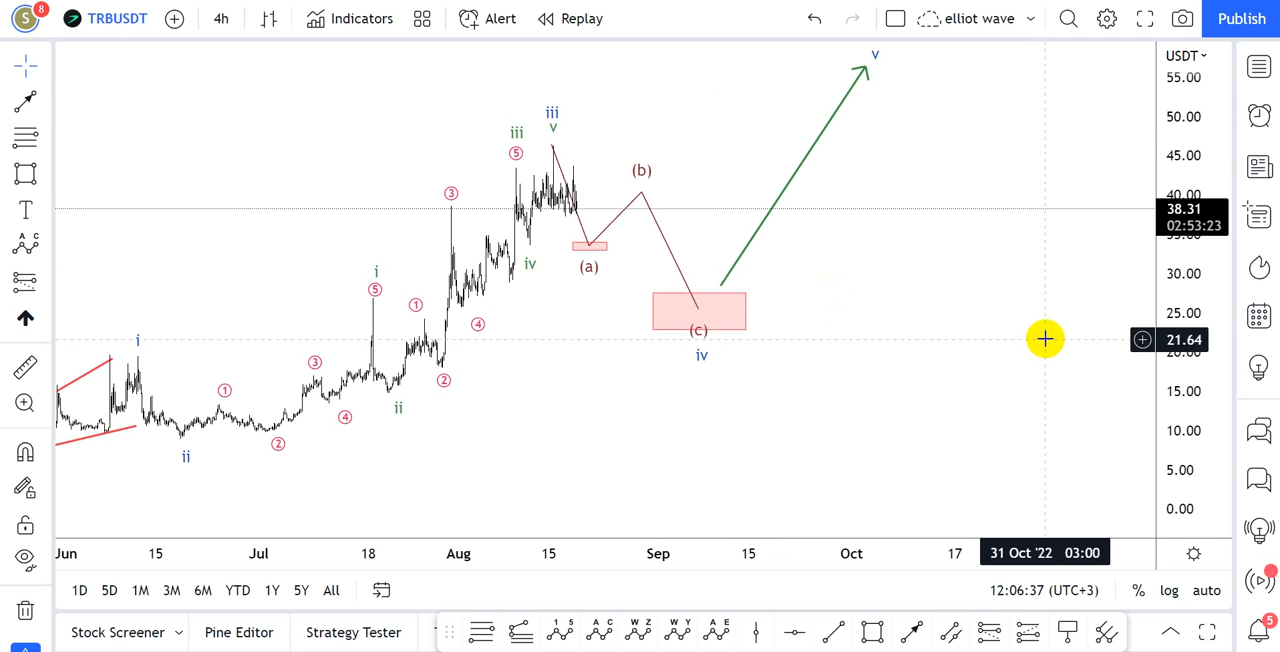 S 8 TRBUSDT 4h Indicators Alert Replay elliot wave Publish
USDT
55.00
50.00
45.00
40.00
38.31
02:53:23
30.00
25.00
21.64
20.00
15.00
10.00
5.00
0.00
v
iii
v
iii
5
(b)
3
(a)
iv
i
5
1
4
(c)
iv
i
3
2
1
ii
4
2
ii
Jun 15 Jul 18 Aug 15 Sep 15 Oct 17 31 Oct '22 03:00
1D 5D 1M 3M 6M YTD 1Y 5Y All 12:06:37 (UTC+3) % log auto
Stock Screener Pine Editor Strategy Tester
A C
1 5 A C W Z W Y A E
5